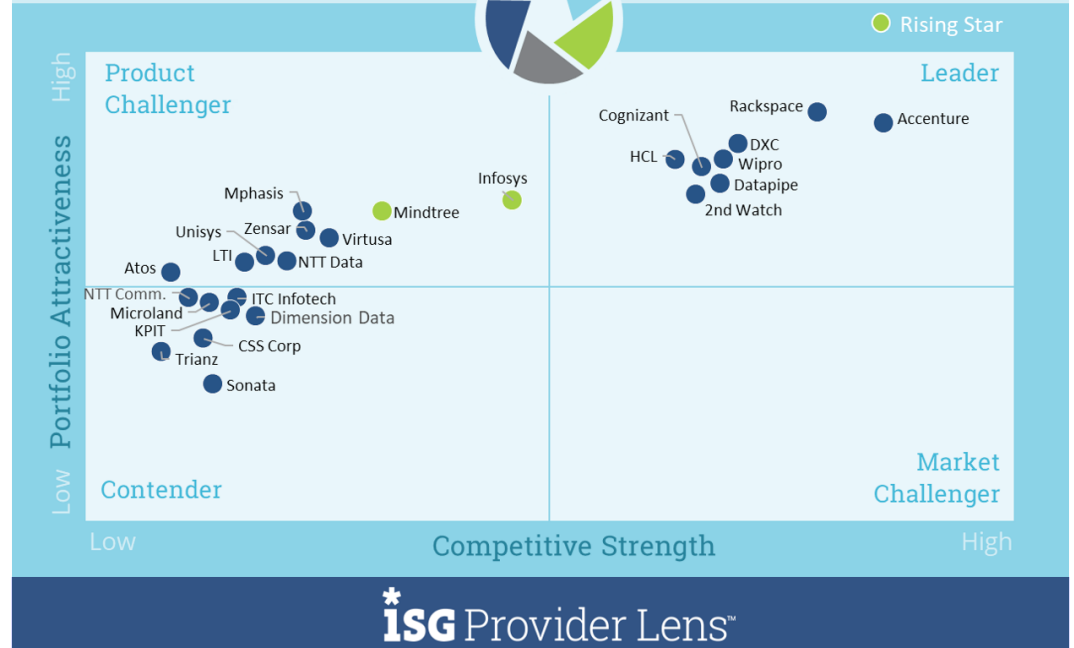 Rising Star
High
Product
Challenger
Leader
Rackspace
Accenture
Cognizant
DXC
HCL
Wipro
Datapipe
2nd Watch
Infosys
Mphasis
Mindtree
Unisys
Zensar
Virtusa
LTI
NTT Data
Atos
NTT Comm.
ITC Infotech
Microland
Dimension Data
KPIT
CSS Corp
Trianz
Sonata
Portfolio Attractiveness
Low
Contender
Market
Challenger
Low
Competitive Strength
High
ISG Provider Lens™